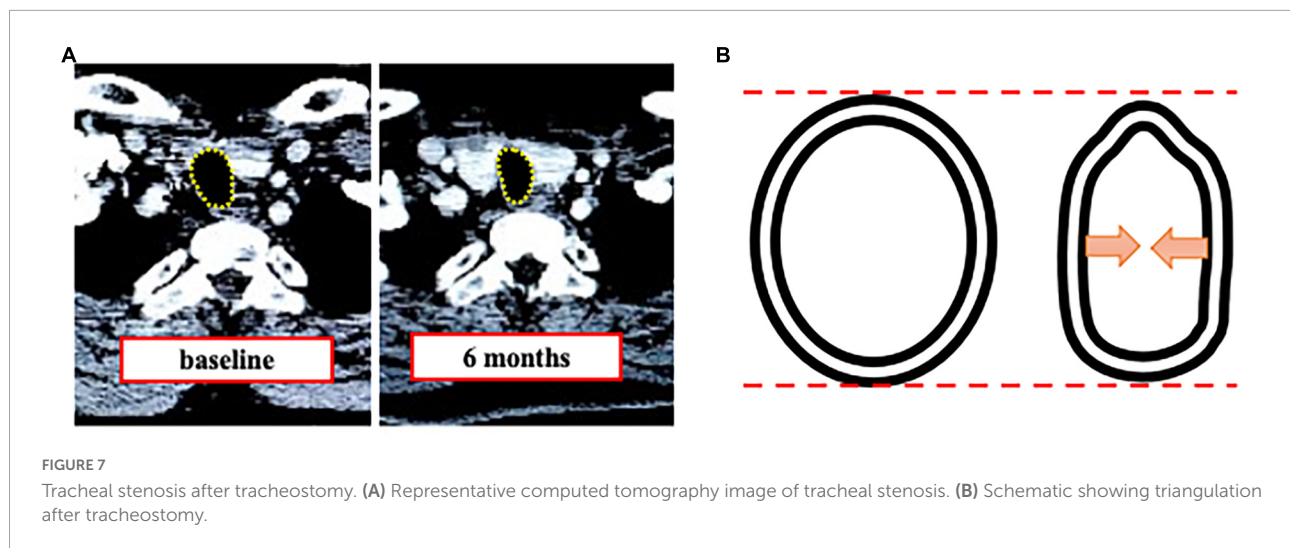 A
B
baseline
6 months
FIGURE 7
Tracheal stenosis after tracheostomy. (A) Representative computed tomography image of tracheal stenosis. (B) Schematic showing triangulation
after tracheostomy.